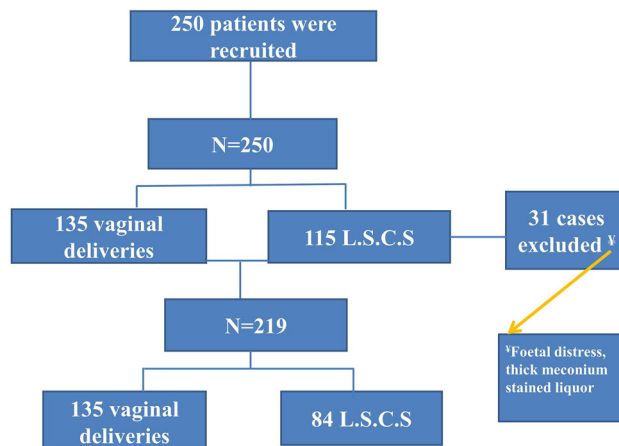 250 patients were
recruited
N=250
135 vaginal
deliveries
115 L.S.C.S
31 cases
excluded ¥
N=219
¥Foetal distress,
thick meconium
stained liquor
135 vaginal
deliveries
84 L.S.C.S